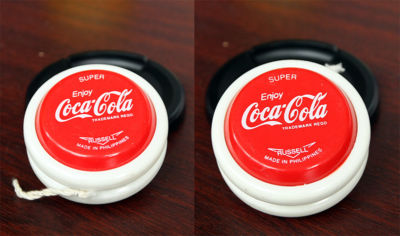 SUPER
Enjoy
Coca-Cola
TRADEMARK REGD
RUSSELL
MADE IN PHILIPPINES
SUPER
Enjoy
Coca-Cola
TRADEMARK REGD
RUSSELL
MADE IN PHILIPPINES